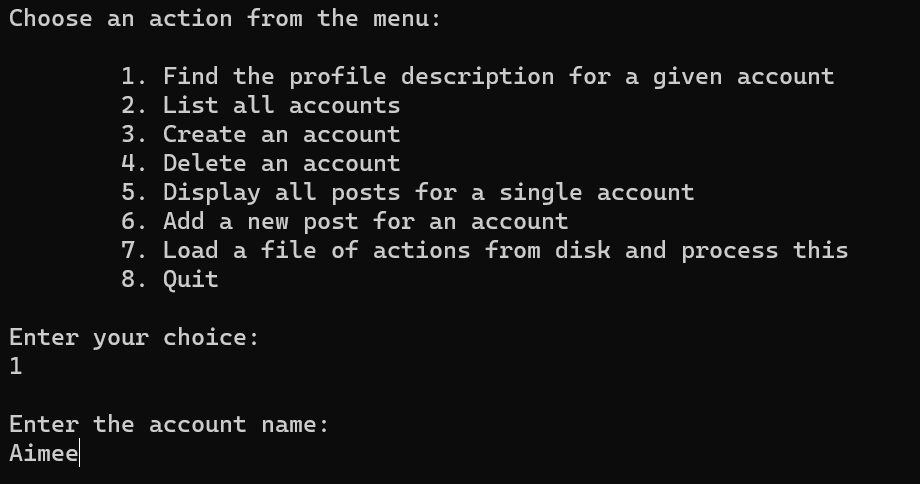 Choose an action from the menu:
1. Find the profile description for a given account
2. List all accounts
3. Create an account
4. Delete an account
5. Display all posts for a single account
6. Add a new post for an account
7. Load a file of actions from disk and process this
8. Quit
Enter your choice:
1
Enter the account name:
Aimee